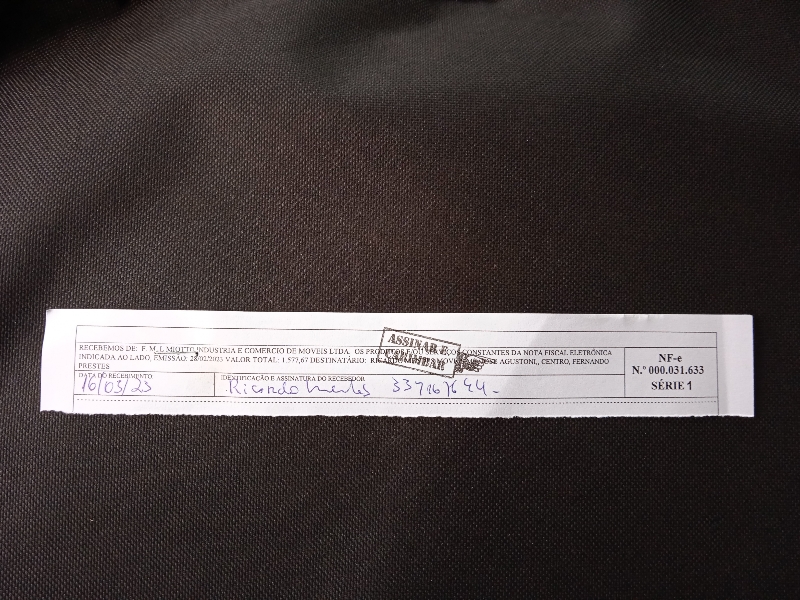 RECEBEMOS DE: F. M. I. MIOTTO INDUSTRIA E COMERCIO DE MOVEIS LTDA. OS PRODUTOS E/OU SERVIÇOS CONSTANTES DA NOTA FISCAL ELETRÔNICA
INDICADA AO LADO, EMISSÃO: 28/02/2023 VALOR TOTAL: 1.577,67 DESTINATÁRIO: AGUSTONI, CENTRO, FERNANDO
PRESTES
ASSINAR E
CARIMBAR
NF-e
N.º 000.031.633
SÉRIE 1
DATA DO RECEBIMENTO
16/03/23
IDENTIFICAÇÃO E ASSINATURA DO RECEBEDOR
Ricardo